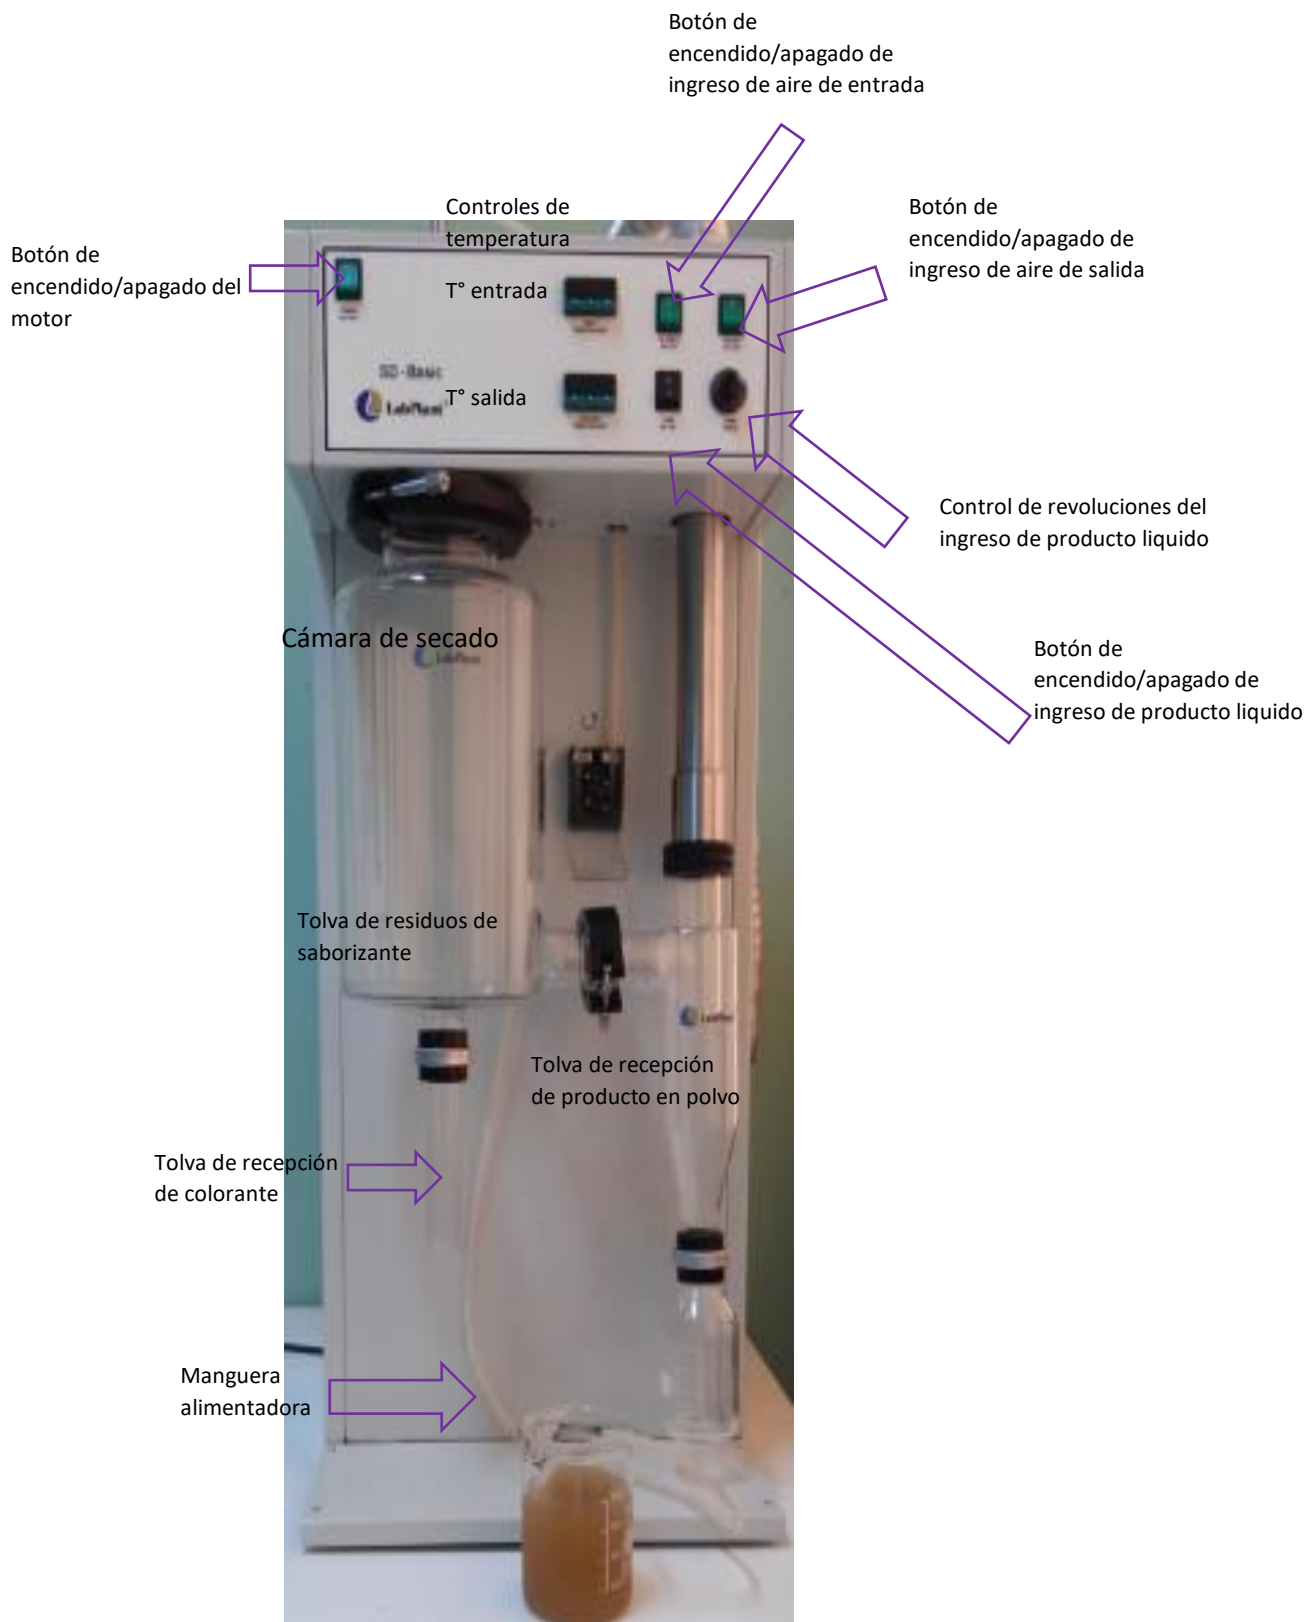 Botón de
encendido/apagado de
ingreso de aire de entrada
Controles de
temperatura
Botón de
encendido/apagado de
ingreso de aire de salida
Botón de
encendido/apagado del
motor
T° entrada
SD-Basic
T° salida
LabPlant
Control de revoluciones del
ingreso de producto liquido
Cámara de secado
LabPlant
Botón de
encendido/apagado de
ingreso de producto liquido
Tolva de residuos de
saborizante
LabPlant
Tolva de recepción
de producto en polvo
Tolva de recepción
de colorante
Manguera
alimentadora